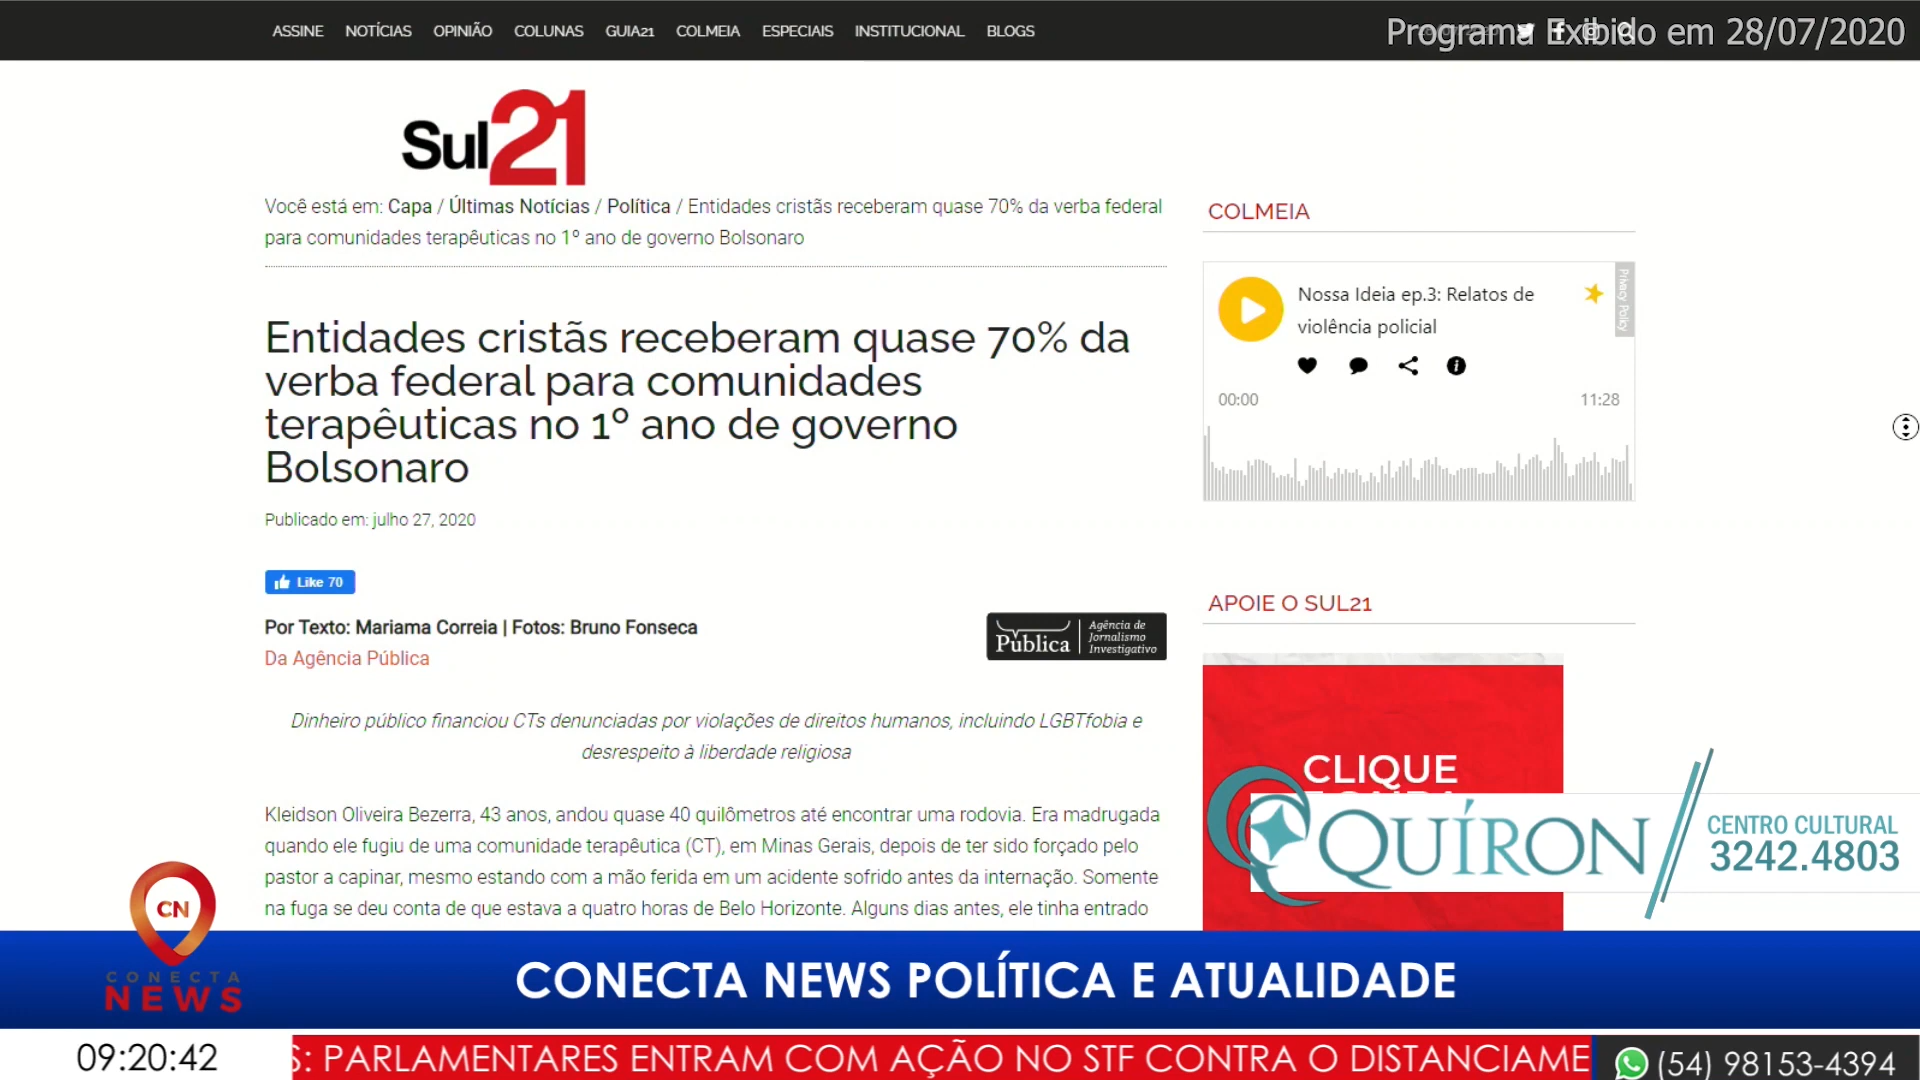 ASSINE NOTÍCIAS OPINIÃO COLUNAS GUIA21 COLMEIA ESPECIAIS INSTITUCIONAL BLOGS
Programa Exibido em 28/07/2020
Sul21
Você está em: Capa / Últimas Notícias / Política / Entidades cristãs receberam quase 70% da verba federal
para comunidades terapêuticas no 1º ano de governo Bolsonaro
Entidades cristãs receberam quase 70% da
verba federal para comunidades
terapêuticas no 1º ano de governo
Bolsonaro
Publicado em: julho 27, 2020
Like 70
Por Texto: Mariama Correia | Fotos: Bruno Fonseca
Da Agência Pública
Pública
Agência de
Jornalismo
Investigativo
Dinheiro público financiou CTs denunciadas por violações de direitos humanos, incluindo LGBTfobia e
desrespeito à liberdade religiosa
Kleidson Oliveira Bezerra, 43 anos, andou quase 40 quilômetros até encontrar uma rodovia. Era madrugada
quando ele fugiu de uma comunidade terapêutica (CT), em Minas Gerais, depois de ter sido forçado pelo
pastor a capinar, mesmo estando com a mão ferida em um acidente sofrido antes da internação. Somente
na fuga se deu conta de que estava a quatro horas de Belo Horizonte. Alguns dias antes, ele tinha entrado
COLMEIA
Nossa Ideia ep.3: Relatos de
violência policial
Privacy Policy
00:00 11:28
APOIE O SUL21
CLIQUE
QUÍRON
CENTRO CULTURAL
3242.4803
CN
CONECTA
NEWS
CONECTA NEWS POLÍTICA E ATUALIDADE
09:20:42
S: PARLAMENTARES ENTRAM COM AÇÃO NO STF CONTRA O DISTANCIAME
(54) 98153-4394